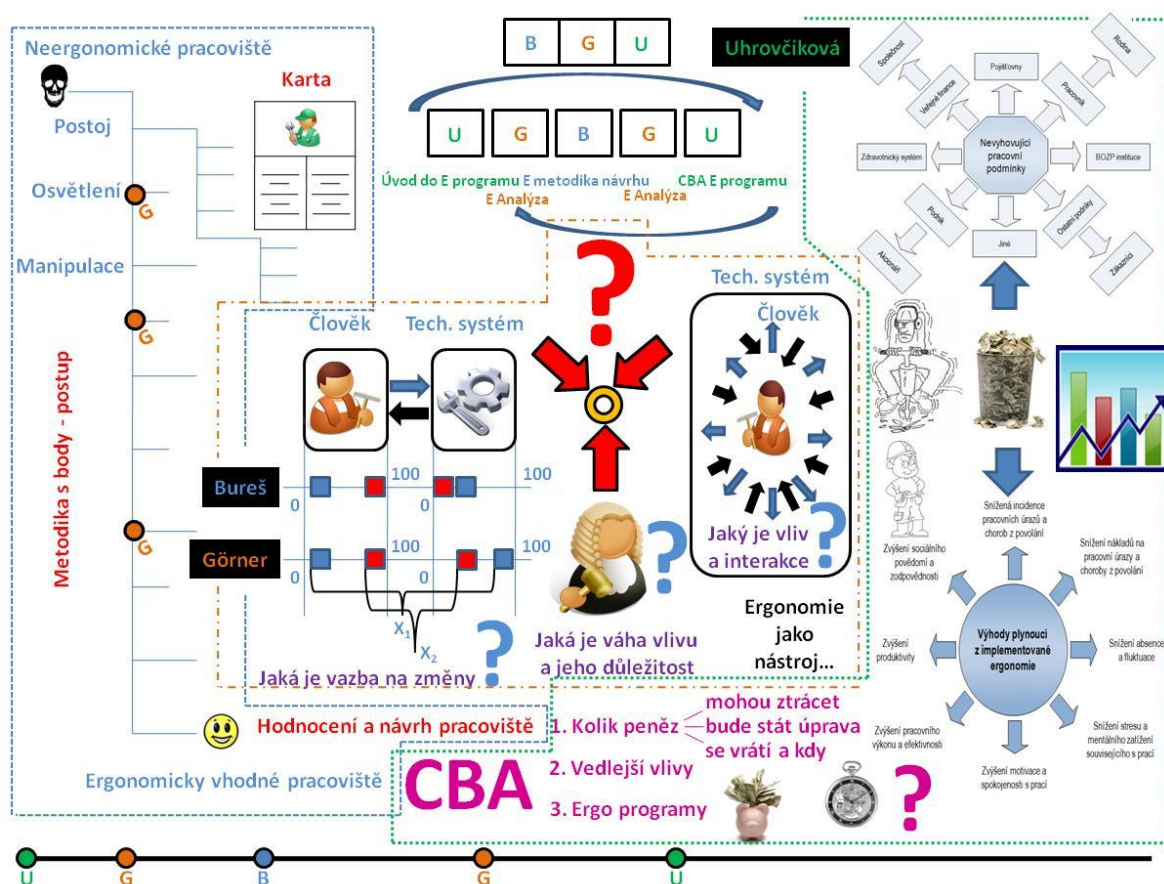 Neergonomické pracoviště
Karta
Postoj
Osvětlení
G
Manipulace
G
G
Metodika s body - postup
B G U
U G B G U
Úvod do E programu E metodika návrhu CBA E programu
E Analýza E Analýza
Uhrovčíková
Společnost
Veřejné finance
Pojišťovny
Pracovník
Rodina
Zdravotnický systém
Nevyhovující
pracovní
podmínky
BOZP instituce
Podnik
Akcionáři
Jiné
Ostatní podniky
Zákazníci
?
Člověk Tech. systém
Tech. systém
Člověk
Bureš
0 100 0 100
Görner
0 100 0 100
X1
X2
Jaká je vazba na změny ?
?
Jaká je váha vlivu
a jeho důležitost
Jaký je vliv
a interakce ?
Ergonomie
jako
nástroj...
Snížená incidence
pracovních úrazů a
chorob z povolání
Zvýšení sociálního
povědomí a
zodpovědnosti
Snížení nákladů na
pracovní úrazy a
choroby z povolání
Zvýšení
produktivity
Výhody plynoucí
z implementované
ergonomie
Snížení absence
a fluktuace
Zvýšení pracovního
výkonu a efektivnosti
Zvýšení motivace a
spokojenosti s prací
Snížení stresu a
mentálního zatížení
souvisejícího s prací
Hodnocení a návrh pracoviště
Ergonomicky vhodné pracoviště
CBA
1. Kolik peněz
mohou ztrácet
bude stát úprava
se vrátí a kdy
2. Vedlejší vlivy
3. Ergo programy
?
U G B G U